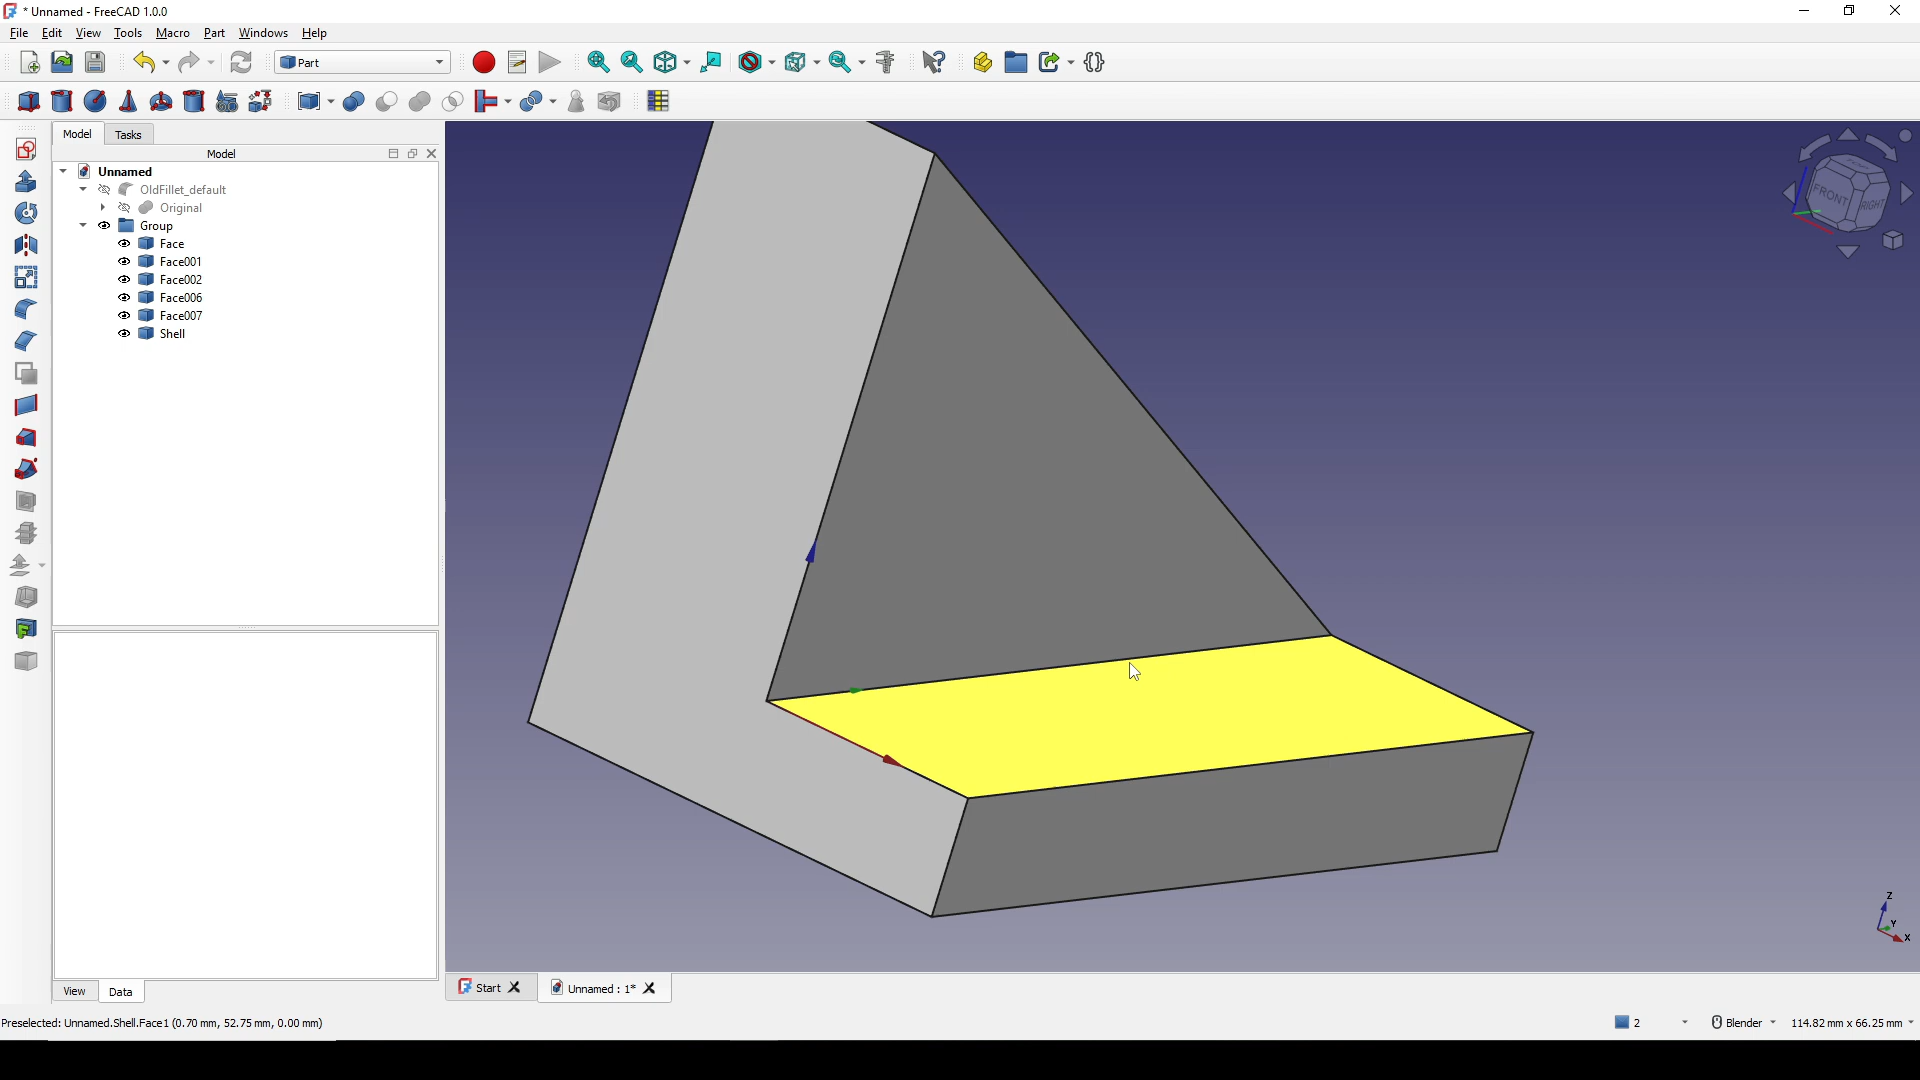 * Unnamed - FreeCAD 1.0.0
File Edit View Tools Macro Part Windows Help
Part
Model Tasks
Model
Unnamed
OldFillet_default
Original
Group
Face
Face001
Face002
Face006
Face007
Shell
FRONT RIGHT
Z
Y
X
View Data
Start Unnamed : 1*
Preselected: Unnamed.Shell.Face1 (0.70 mm, 52.75 mm, 0.00 mm)
2 Blender 114.82 mm x 66.25 mm